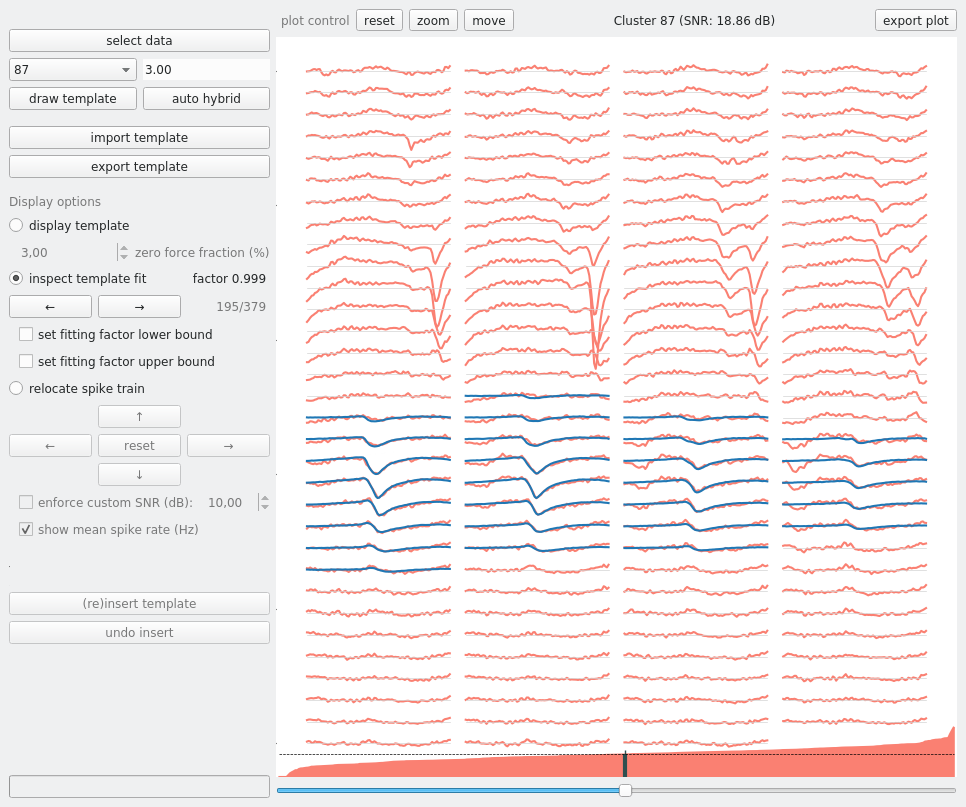 plot control reset zoom move Cluster 87 (SNR: 18.86 dB) export plot
select data
87 3.00
draw template auto hybrid
import template
export template
Display options
display template
3,00 zero force fraction (%)
inspect template fit factor 0.999
← → 195/379
set fitting factor lower bound
set fitting factor upper bound
relocate spike train
↑
← reset →
↓
enforce custom SNR (dB): 10,00
show mean spike rate (Hz)
(re)insert template
undo insert